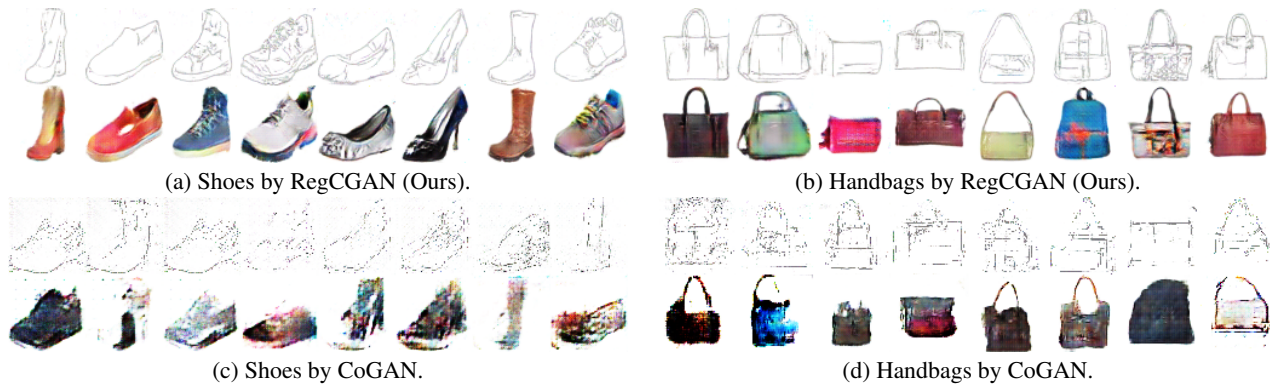 (a) Shoes by RegCGAN (Ours).
(b) Handbags by RegCGAN (Ours).
(c) Shoes by CoGAN.
(d) Handbags by CoGAN.